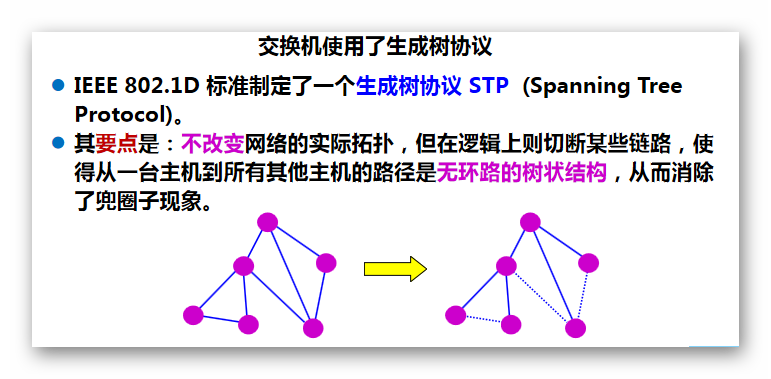 交换机使用了生成树协议
IEEE 802.1D 标准制定了一个生成树协议 STP（Spanning Tree
Protocol)。
其要点是：不改变网络的实际拓扑，但在逻辑上则切断某些链路，使
得从一台主机到所有其他主机的路径是无环路的树状结构，从而消除
了兜圈子现象。